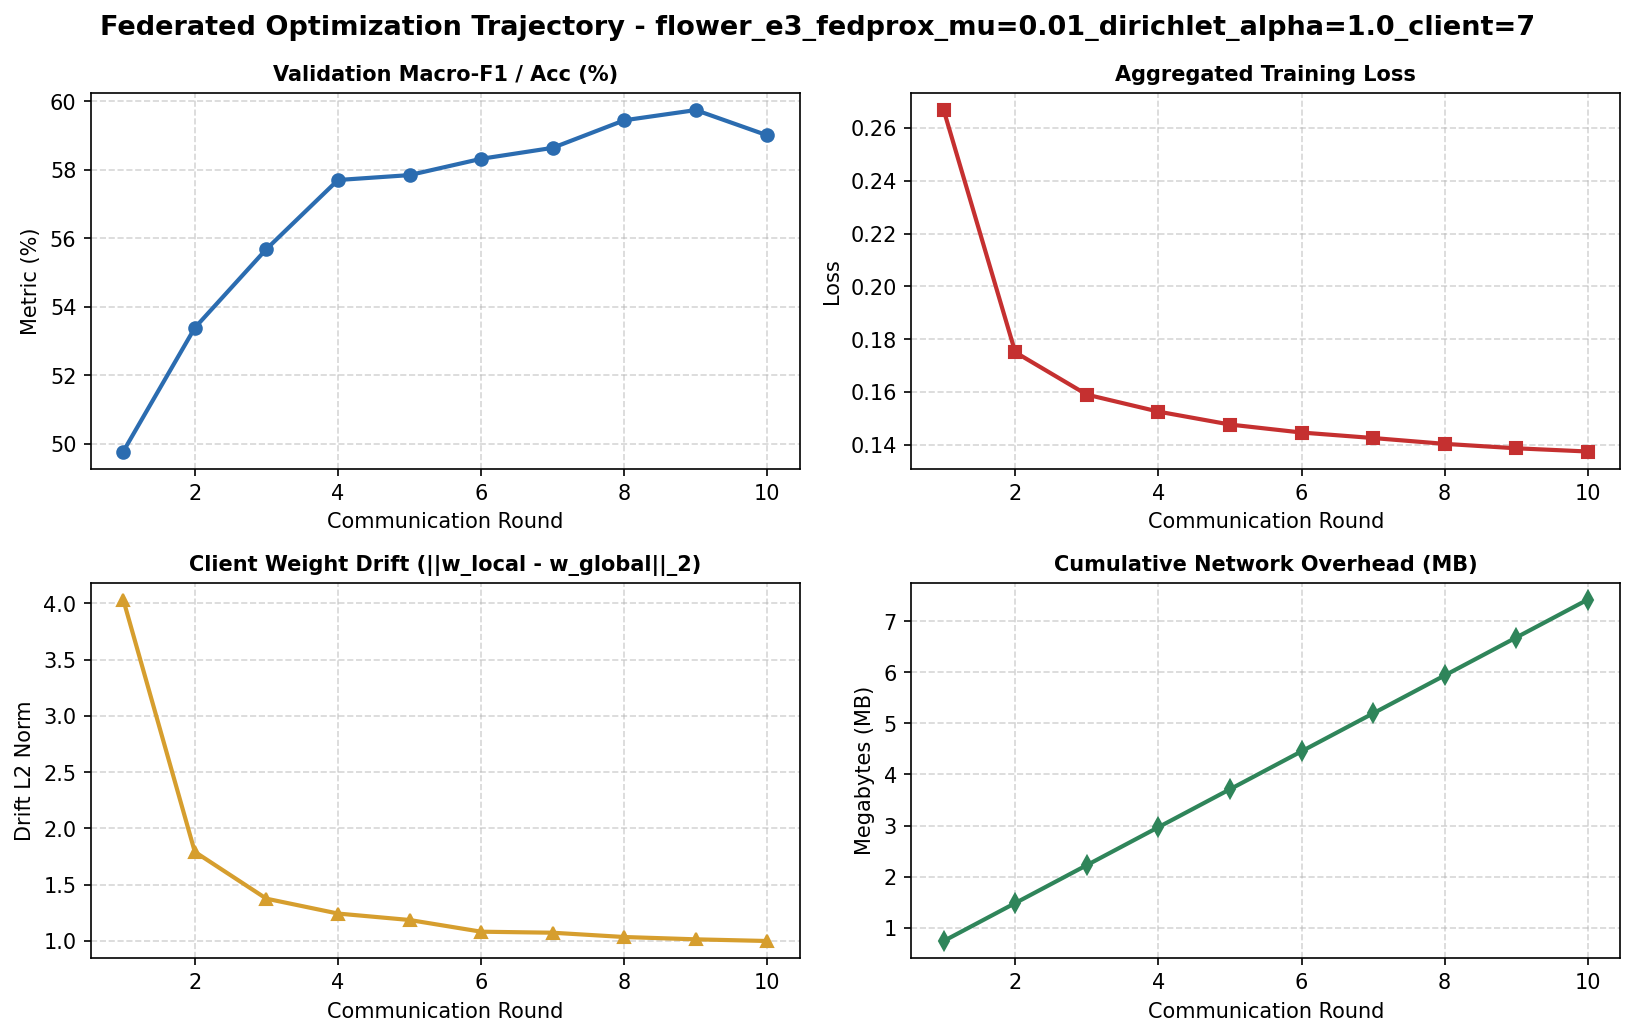 Federated Optimization Trajectory - flower_e3_fedprox_mu=0.01_dirichlet_alpha=1.0_client=7
Validation Macro-F1 / Acc (%)
Metric (%)
60
58
56
54
52
50
2 4 6 8 10
Communication Round
Aggregated Training Loss
Loss
0.26
0.24
0.22
0.20
0.18
0.16
0.14
2 4 6 8 10
Communication Round
Client Weight Drift (||w_local - w_global||_2)
Drift L2 Norm
4.0
3.5
3.0
2.5
2.0
1.5
1.0
2 4 6 8 10
Communication Round
Cumulative Network Overhead (MB)
Megabytes (MB)
7
6
5
4
3
2
1
2 4 6 8 10
Communication Round